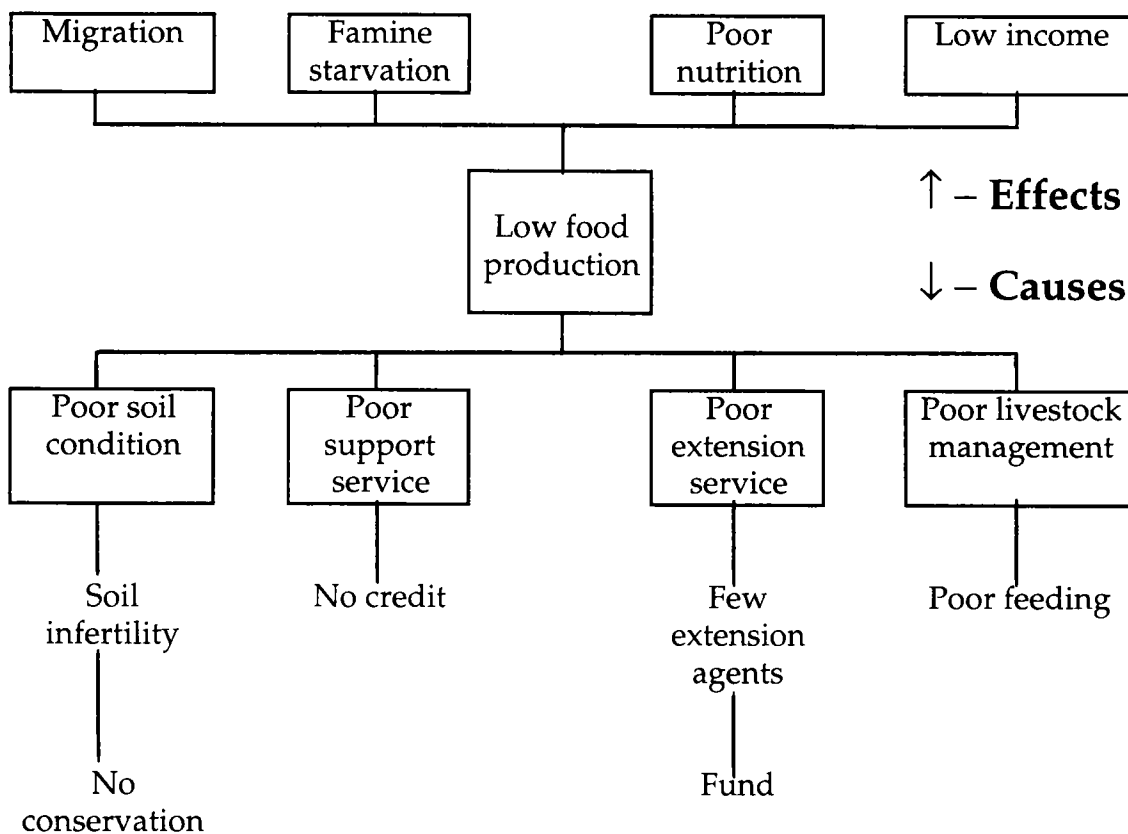 Migration
Famine
starvation
Poor
nutrition
Low income
Low food
production
↑ – Effects
↓ – Causes
Poor soil
condition
Poor
support
service
Poor
extension
service
Poor livestock
management
Soil
infertility
No credit
Few
extension
agents
Poor feeding
No
conservation
Fund